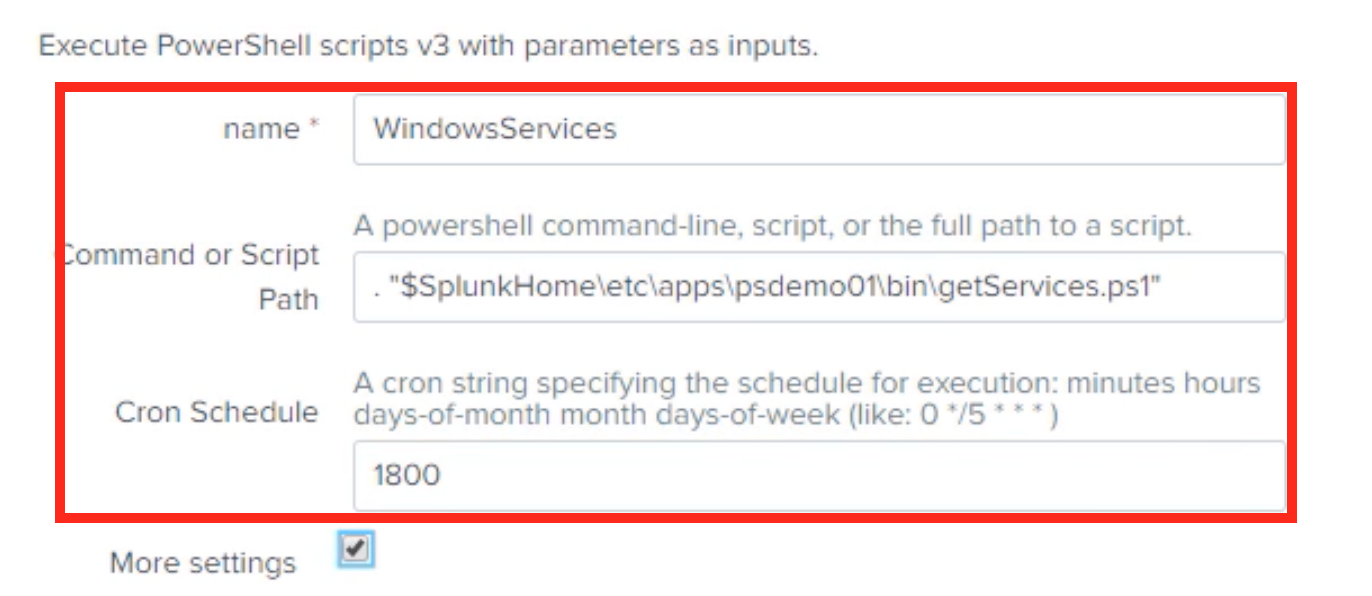 Execute PowerShell scripts v3 with parameters as inputs.
name *
WindowsServices
A powershell command-line, script, or the full path to a script.
Command or Script
Path
. "$SplunkHome\etc\apps\psdemo01\bin\getServices.ps1"
A cron string specifying the schedule for execution: minutes hours
days-of-month month days-of-week (like: 0 */5 * * * )
Cron Schedule
1800
More settings